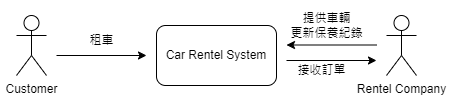 提供車輛
更新保養紀錄
租車
Car Rentel System
接收訂單
Customer
Rentel Company